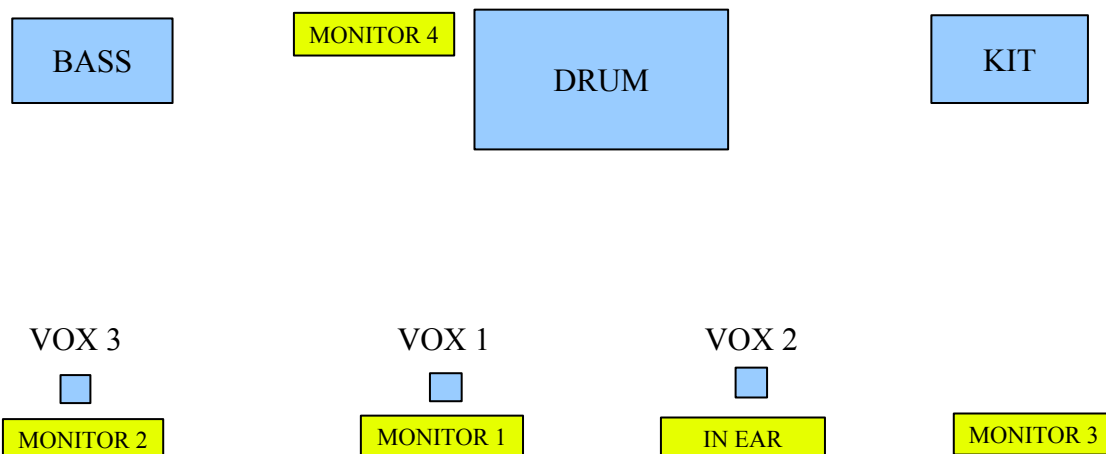 MONITOR 4
BASS
DRUM
KIT
VOX 3
VOX 1
VOX 2
MONITOR 2
MONITOR 1
IN EAR
MONITOR 3